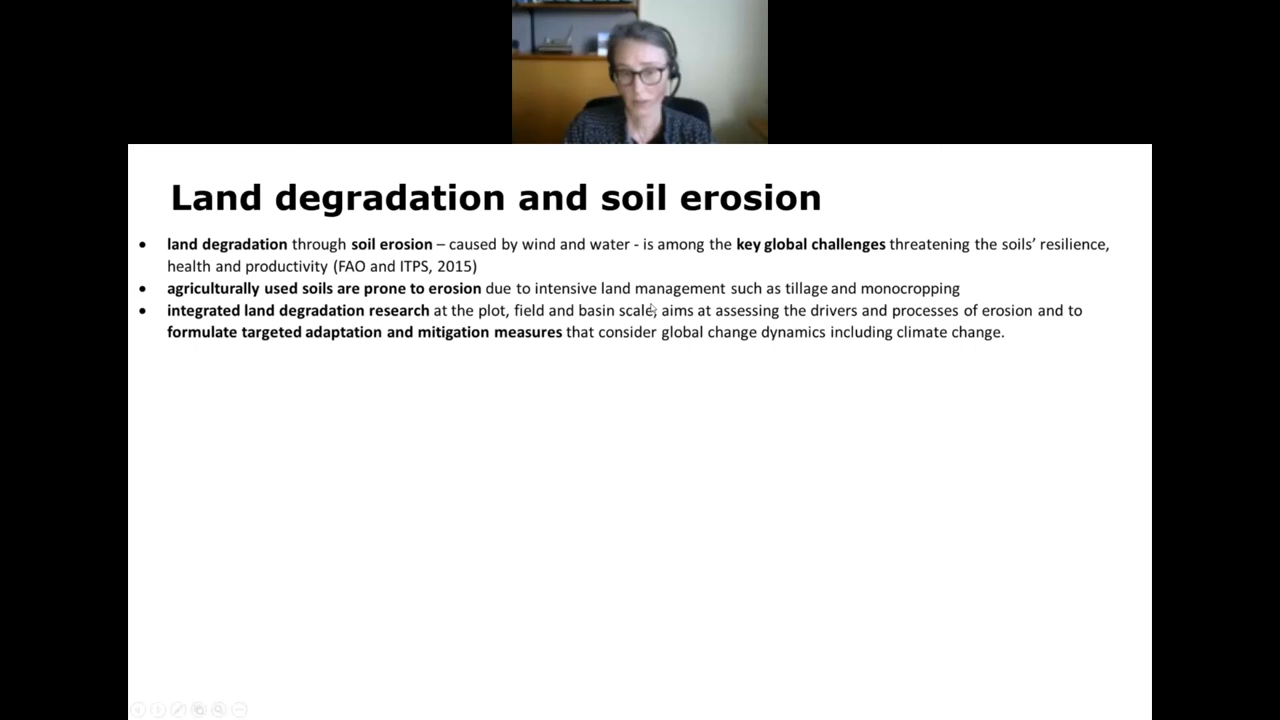 Land degradation and soil erosion
• land degradation through soil erosion – caused by wind and water - is among the key global challenges threatening the soils' resilience,
health and productivity (FAO and ITPS, 2015)
• agriculturally used soils are prone to erosion due to intensive land management such as tillage and monocropping
• integrated land degradation research at the plot, field and basin scale, aims at assessing the drivers and processes of erosion and to
formulate targeted adaptation and mitigation measures that consider global change dynamics including climate change.